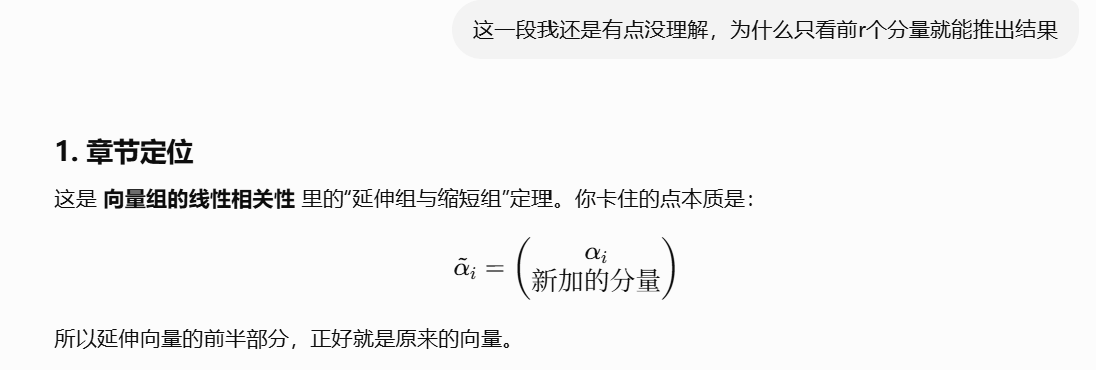 这一段我还是有点没理解，为什么只看前r个分量就能推出结果
1. 章节定位
这是 向量组的线性相关性 里的“延伸组与缩短组”定理。你卡住的点本质是：
α̃ᵢ = (αᵢ
新加的分量)
所以延伸向量的前半部分，正好就是原来的向量。